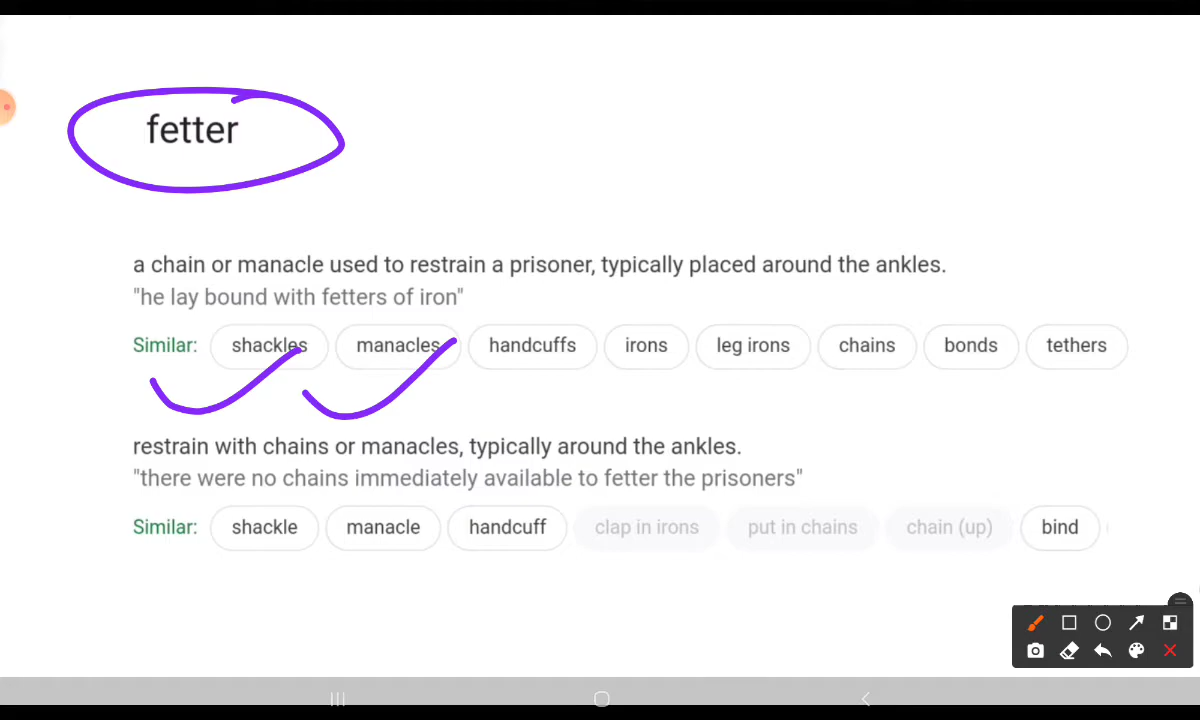 fetter
a chain or manacle used to restrain a prisoner, typically placed around the ankles.
"he lay bound with fetters of iron"
Similar: shackles manacles handcuffs irons leg irons chains bonds tethers
restrain with chains or manacles, typically around the ankles.
"there were no chains immediately available to fetter the prisoners"
Similar: shackle manacle handcuff clap in irons put in chains chain (up) bind